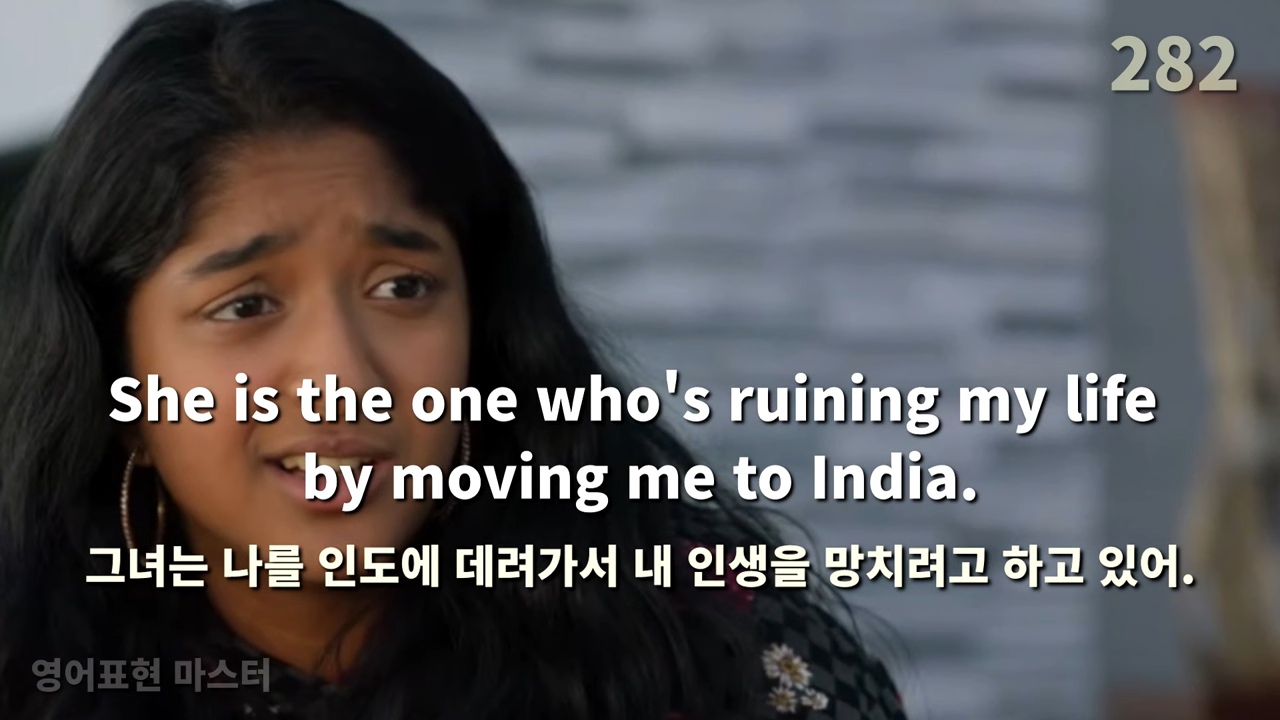 282
She is the one who's ruining my life
by moving me to India.
그녀는 나를 인도에 데려가서 내 인생을 망치려고 하고 있어.
영어표현 마스터